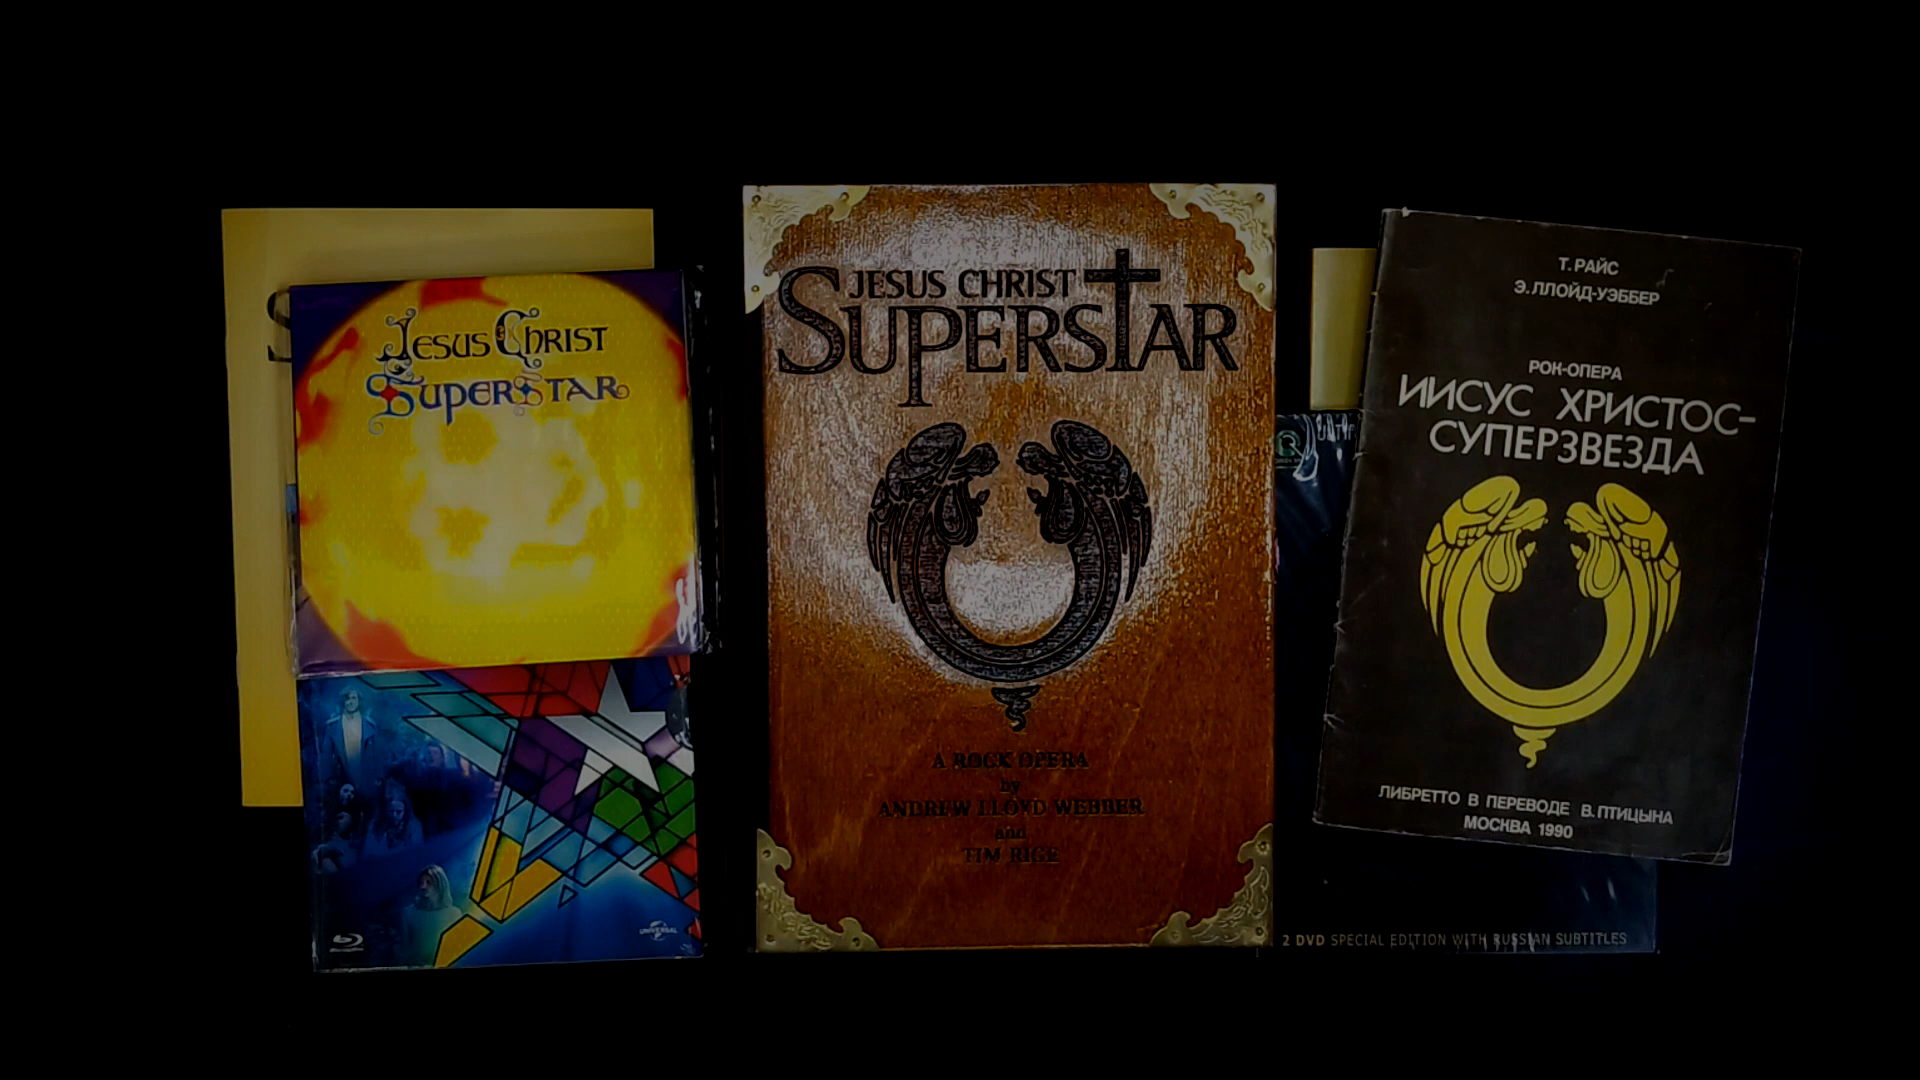 S
JESUS CHRIST
SUPERSTAR
UNIVERSAL
JESUS CHRIST
SUPERSTAR
A ROCK OPERA
by
ANDREW LLOYD WEBBER
and
TIM RICE
2 DVD SPECIAL EDITION WITH RUSSIAN SUBTITLES
Т. РАЙС
Э. ЛЛОЙД-УЭББЕР
РОК-ОПЕРА
ИИСУС ХРИСТОС-
СУПЕРЗВЕЗДА
ЛИБРЕТТО В ПЕРЕВОДЕ В. ПТИЦЫНА
МОСКВА 1990